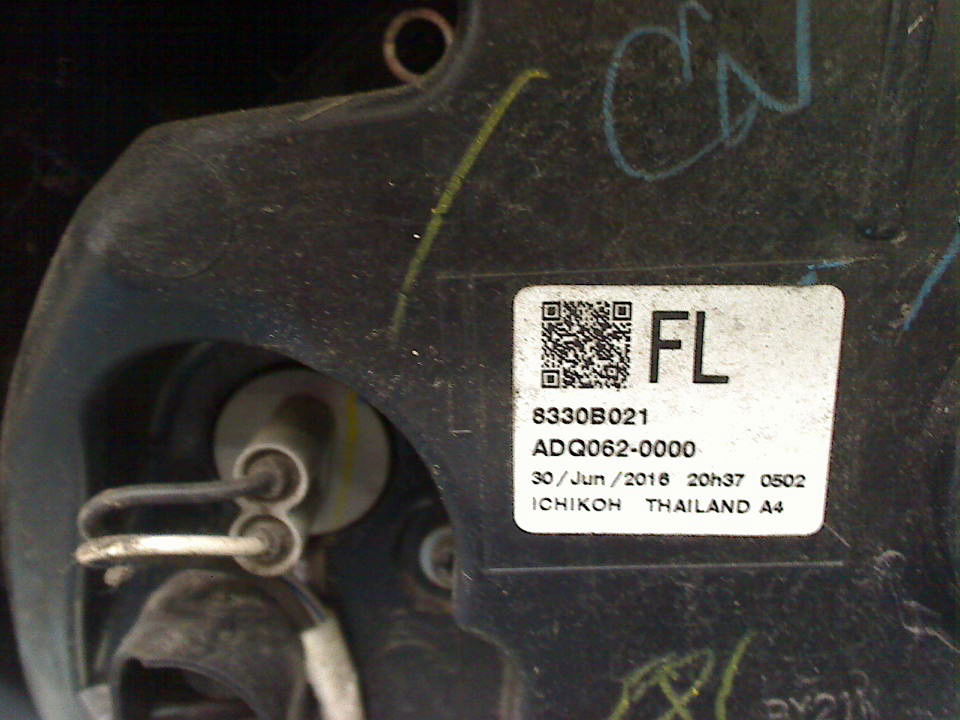 FL
8330B021
ADQ062-0000
30/Jun/2016 20h37 0502
ICHIKOH THAILAND A4